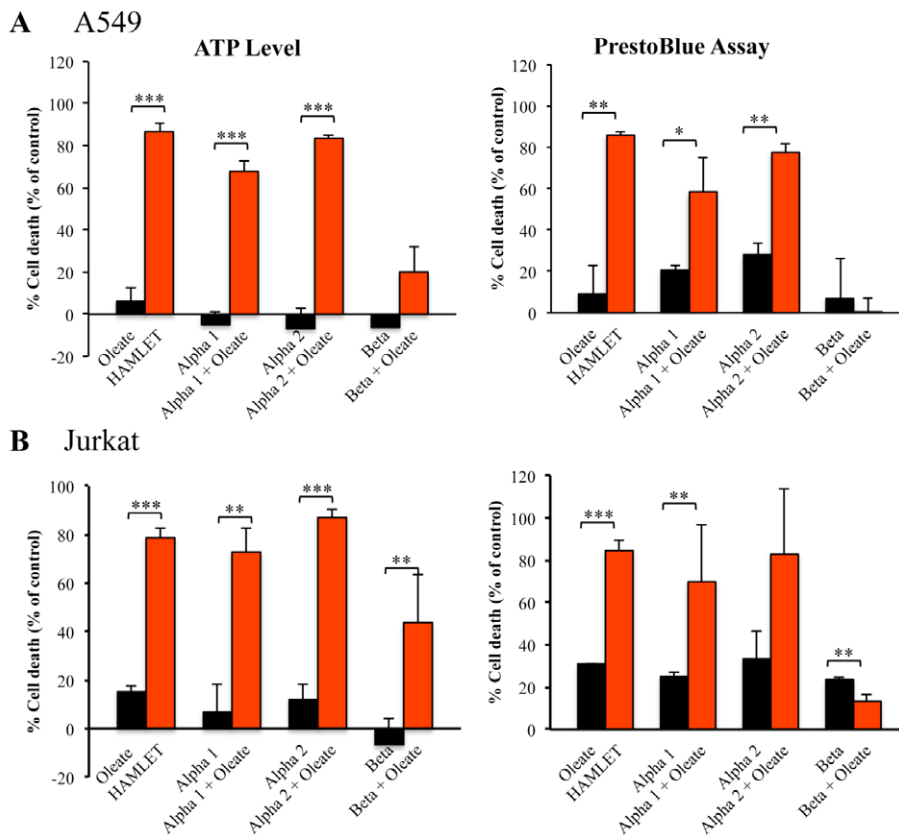 A A549
ATP Level
% Cell death (% of control)
120
100
80
60
40
20
0
-20
***
***
***
Oleate
HAMLET
Alpha 1
Alpha 1 + Oleate
Alpha 2
Alpha 2 + Oleate
Beta
Beta + Oleate
PrestoBlue Assay
% Cell death (% of control)
120
100
80
60
40
20
0
**
*
**
Oleate
HAMLET
Alpha 1
Alpha 1 + Oleate
Alpha 2
Alpha 2 + Oleate
Beta
Beta + Oleate
B Jurkat
% Cell death (% of control)
100
80
60
40
20
0
-20
***
**
***
**
Oleate
HAMLET
Alpha 1
Alpha 1 + Oleate
Alpha 2
Alpha 2 + Oleate
Beta
Beta + Oleate
% Cell death (% of control)
120
100
80
60
40
20
0
***
**
**
Oleate
HAMLET
Alpha 1
Alpha 1 + Oleate
Alpha 2
Alpha 2 + Oleate
Beta
Beta + Oleate